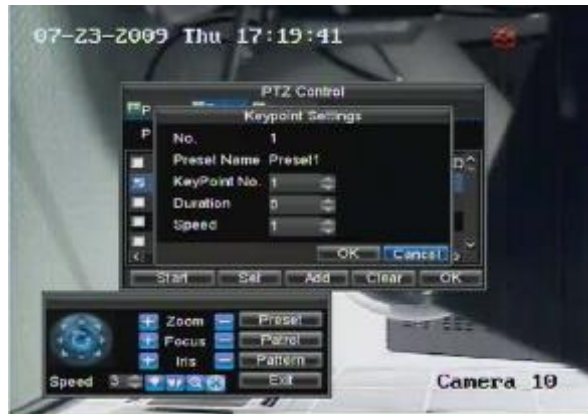 07-23-2009 Thu 17:19:41
PTZ Control
P
Keypoint Settings
P
No. 1
Preset Name Preset1
D
KeyPoint No. 1
Duration
Speed 1
OK Cancel
Start Set Add Clear OK
Zoom Preset
Focus Patrol
Iris Pattern
Speed 3 Exit
Camera 10